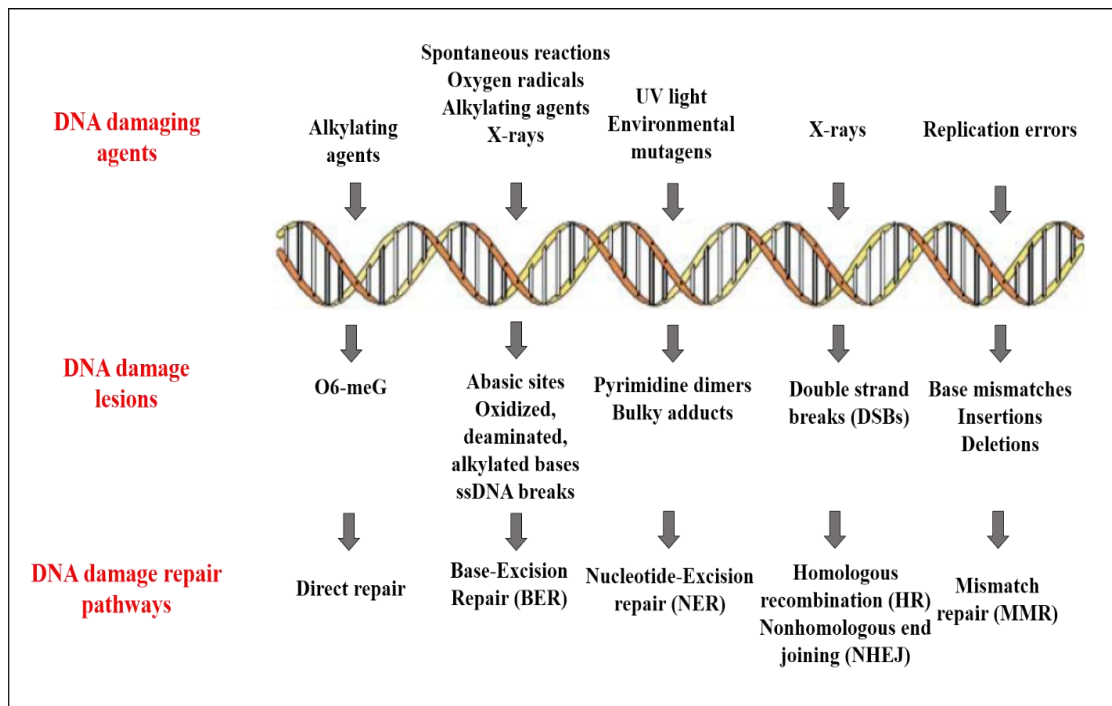 DNA damaging
agents
Alkylating
agents
Spontaneous reactions
Oxygen radicals
Alkylating agents
X-rays
UV light
Environmental
mutagens
X-rays
Replication errors
DNA damage
lesions
O6-meG
Abasic sites
Oxidized,
deaminated,
alkylated bases
ssDNA breaks
Pyrimidine dimers
Bulky adducts
Double strand
breaks (DSBs)
Base mismatches
Insertions
Deletions
DNA damage repair
pathways
Direct repair
Base-Excision
Repair (BER)
Nucleotide-Excision
repair (NER)
Homologous
recombination (HR)
Nonhomologous end
joining (NHEJ)
Mismatch
repair (MMR)